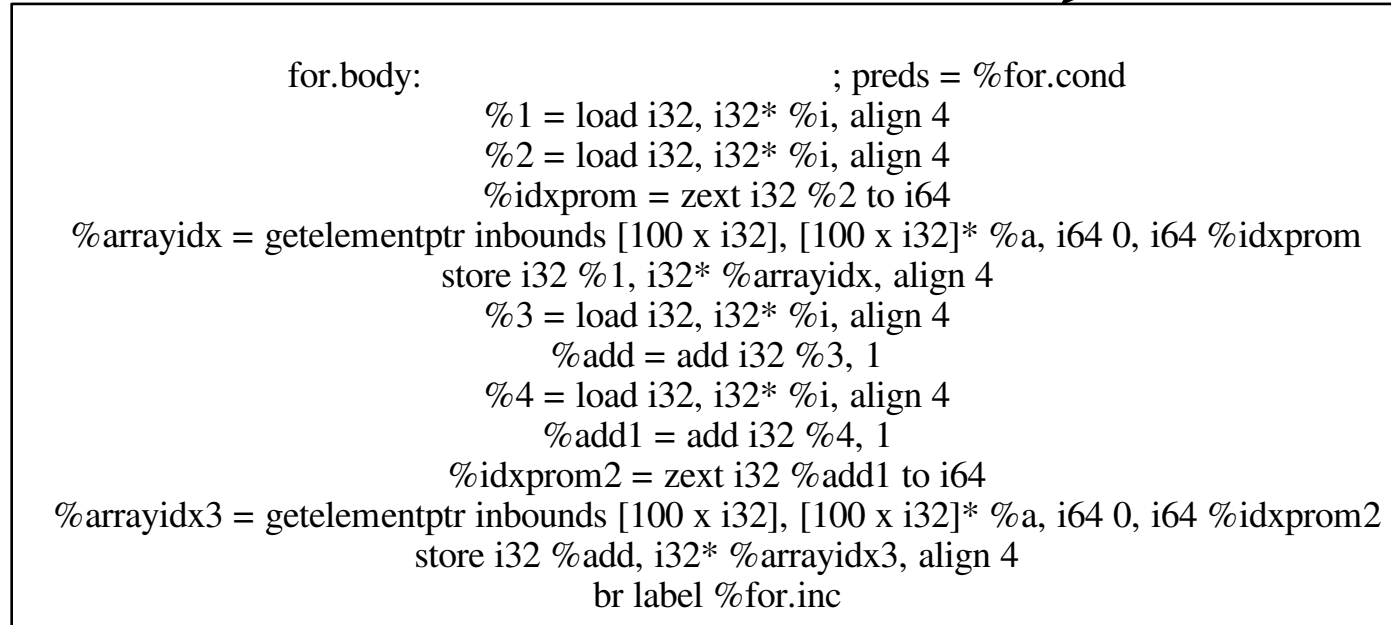 for.body: ; preds = %for.cond
%1 = load i32, i32* %i, align 4
%2 = load i32, i32* %i, align 4
%idxprom = zext i32 %2 to i64
%arrayidx = getelementptr inbounds [100 x i32], [100 x i32]* %a, i64 0, i64 %idxprom
store i32 %1, i32* %arrayidx, align 4
%3 = load i32, i32* %i, align 4
%add = add i32 %3, 1
%4 = load i32, i32* %i, align 4
%add1 = add i32 %4, 1
%idxprom2 = zext i32 %add1 to i64
%arrayidx3 = getelementptr inbounds [100 x i32], [100 x i32]* %a, i64 0, i64 %idxprom2
store i32 %add, i32* %arrayidx3, align 4
br label %for.inc